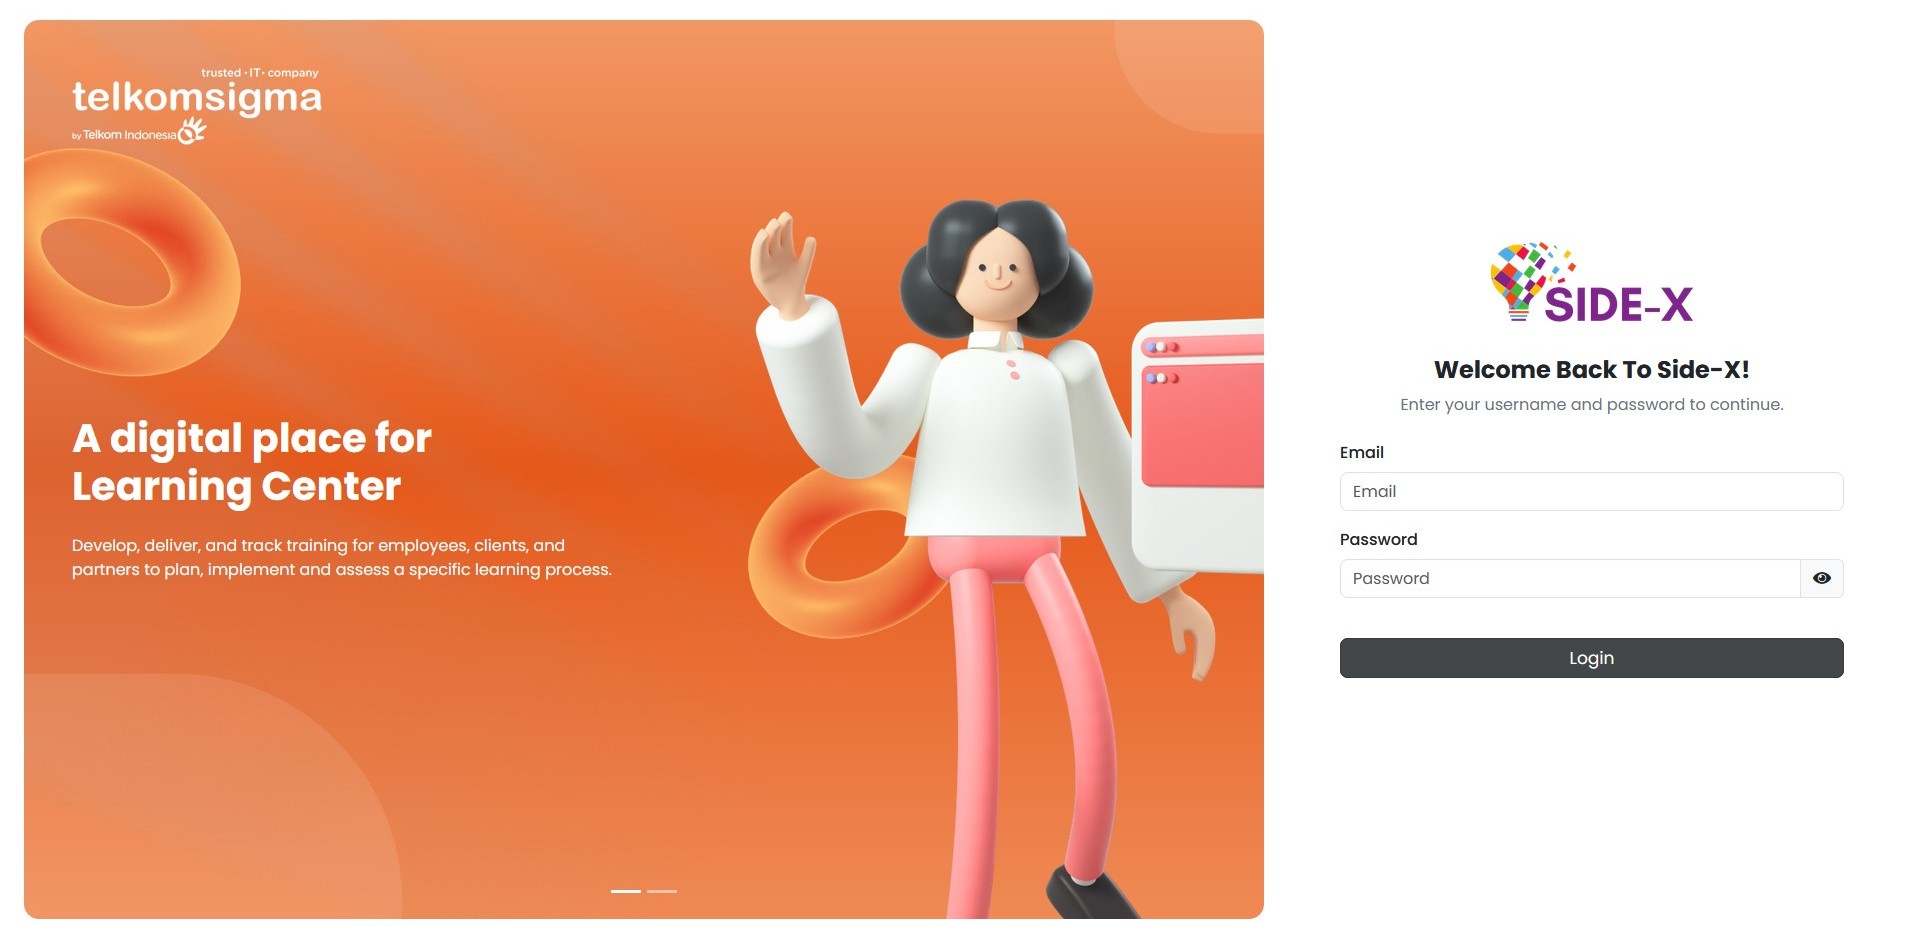 trusted · IT · company
telkomsigma
by Telkom Indonesia
A digital place for
Learning Center
Develop, deliver, and track training for employees, clients, and
partners to plan, implement and assess a specific learning process.
SIDE-X
Welcome Back To Side-X!
Enter your username and password to continue.
Email
Email
Password
Password
Login